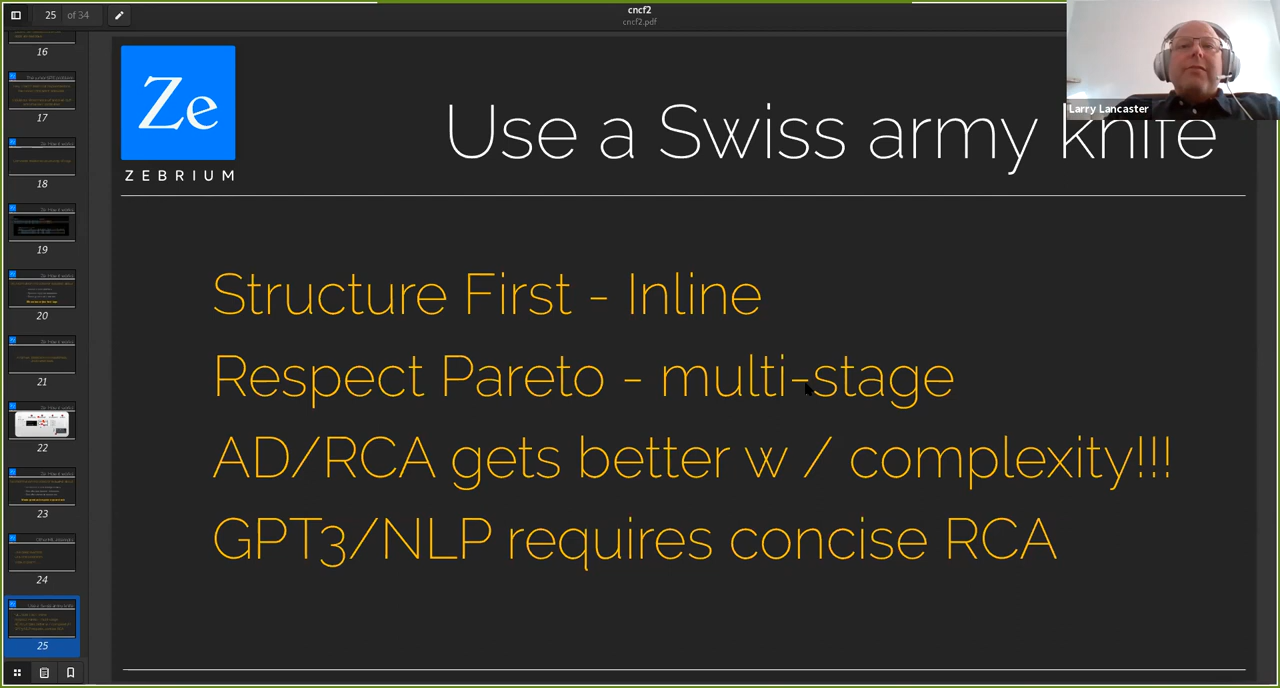 25 of 34
cncf2
cncf2.pdf
16
17
18
19
20
21
22
23
24
25
Larry Lancaster
Ze
ZEBRIUM
Use a Swiss army knife
Structure First - Inline
Respect Pareto - multi-stage
AD/RCA gets better w / complexity!!!
GPT3/NLP requires concise RCA